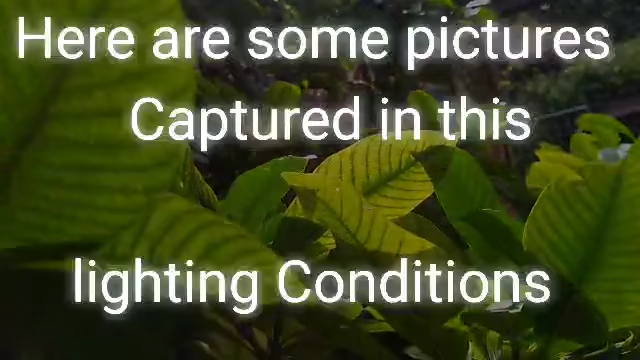 Here are some pictures
Captured in this
lighting Conditions